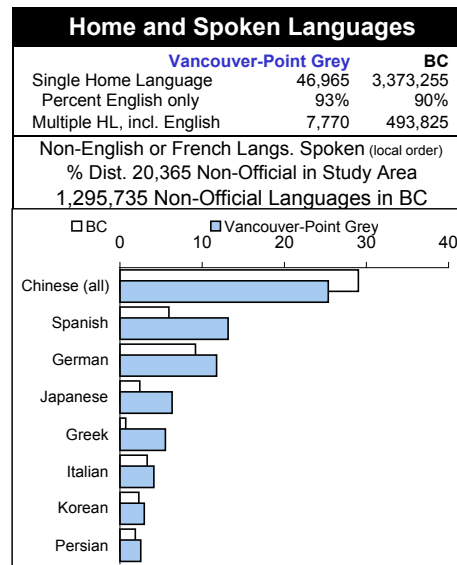 Home and Spoken Languages
Vancouver-Point Grey BC
Single Home Language 46,965 3,373,255
Percent English only 93% 90%
Multiple HL, incl. English 7,770 493,825
Non-English or French Langs. Spoken (local order)
% Dist. 20,365 Non-Official in Study Area
1,295,735 Non-Official Languages in BC
BC Vancouver-Point Grey
0 10 20 30 40
Chinese (all)
Spanish
German
Japanese
Greek
Italian
Korean
Persian